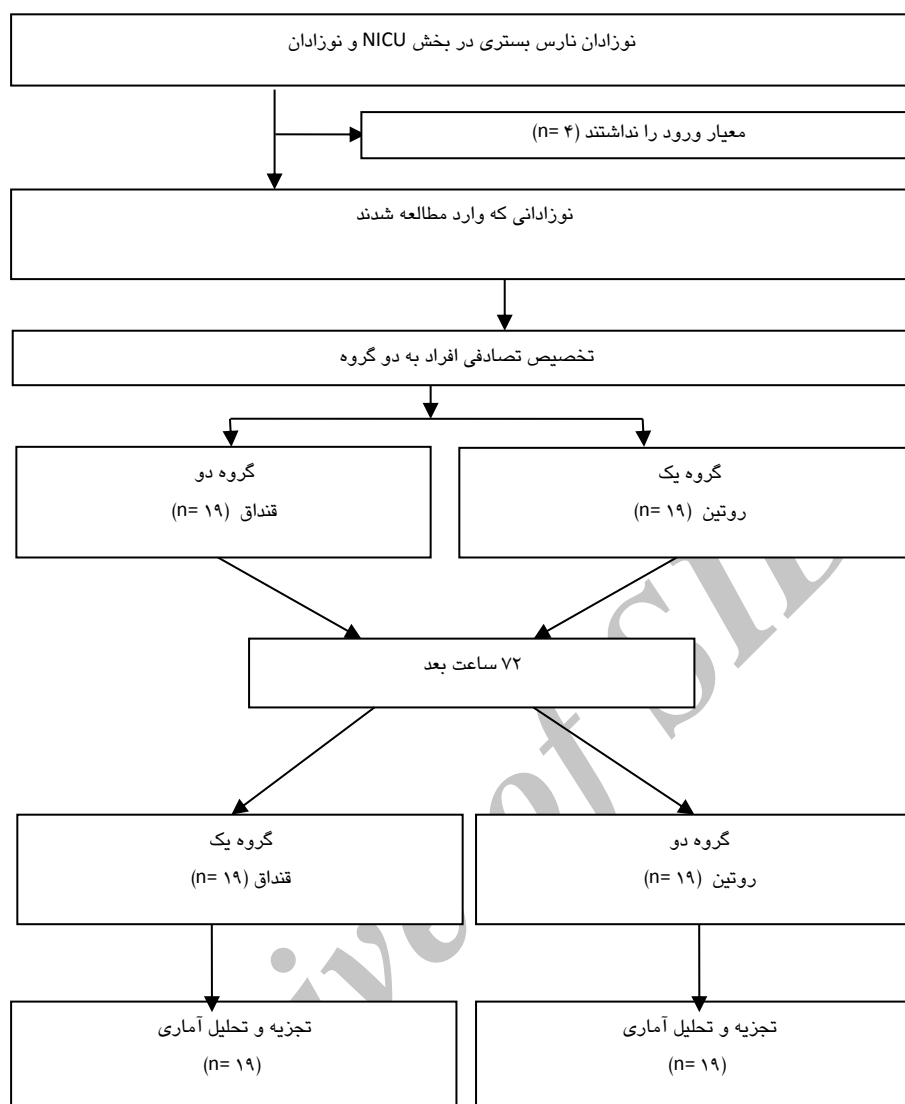 نوزادان نارس بستری در بخش NICU و نوزادان
معیار ورود را نداشتند (n= ۴)
نوزادانی که وارد مطالعه شدند
تخصیص تصادفی افراد به دو گروه
گروه یک
روتین (n= ۱۹)
گروه دو
قنداق (n= ۱۹)
۷۲ ساعت بعد
گروه دو
روتین (n= ۱۹)
گروه یک
قنداق (n= ۱۹)
تجزیه و تحلیل آماری
(n= ۱۹)
تجزیه و تحلیل آماری
(n= ۱۹)